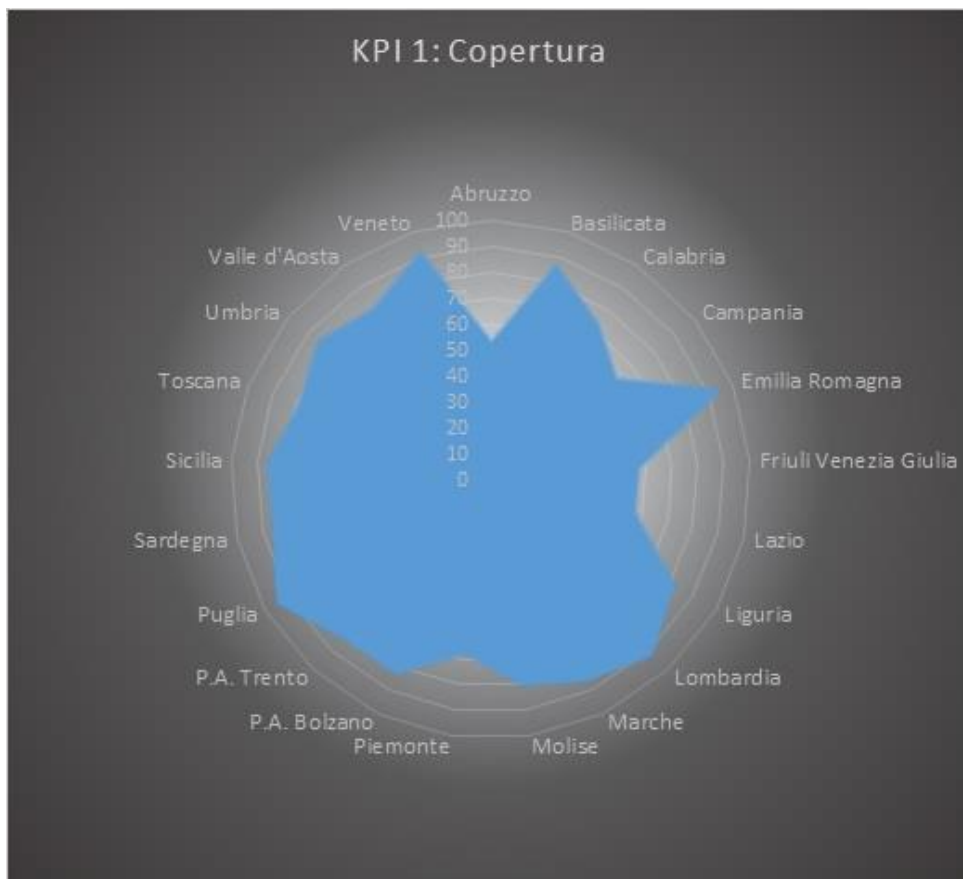 KPI 1: Copertura
Abruzzo
Basilicata
Calabria
Campania
Emilia Romagna
Friuli Venezia Giulia
Lazio
Liguria
Lombardia
Marche
Molise
Piemonte
P.A. Bolzano
P.A. Trento
Puglia
Sardegna
Sicilia
Toscana
Umbria
Valle d'Aosta
Veneto
100
90
80
70
60
50
40
30
20
10
0